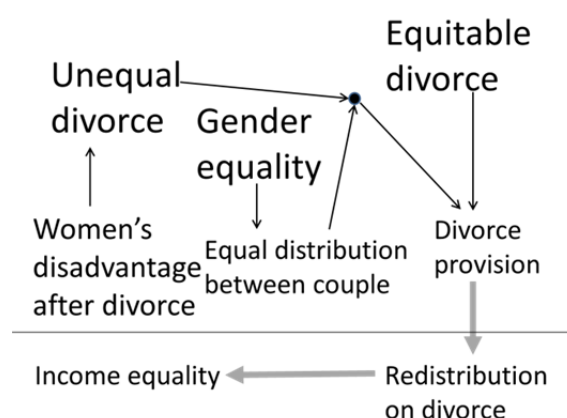 Equitable
divorce
Unequal
divorce
Gender
equality
Women's
disadvantage
after divorce
Equal distribution
between couple
Divorce
provision
Income equality
Redistribution
on divorce